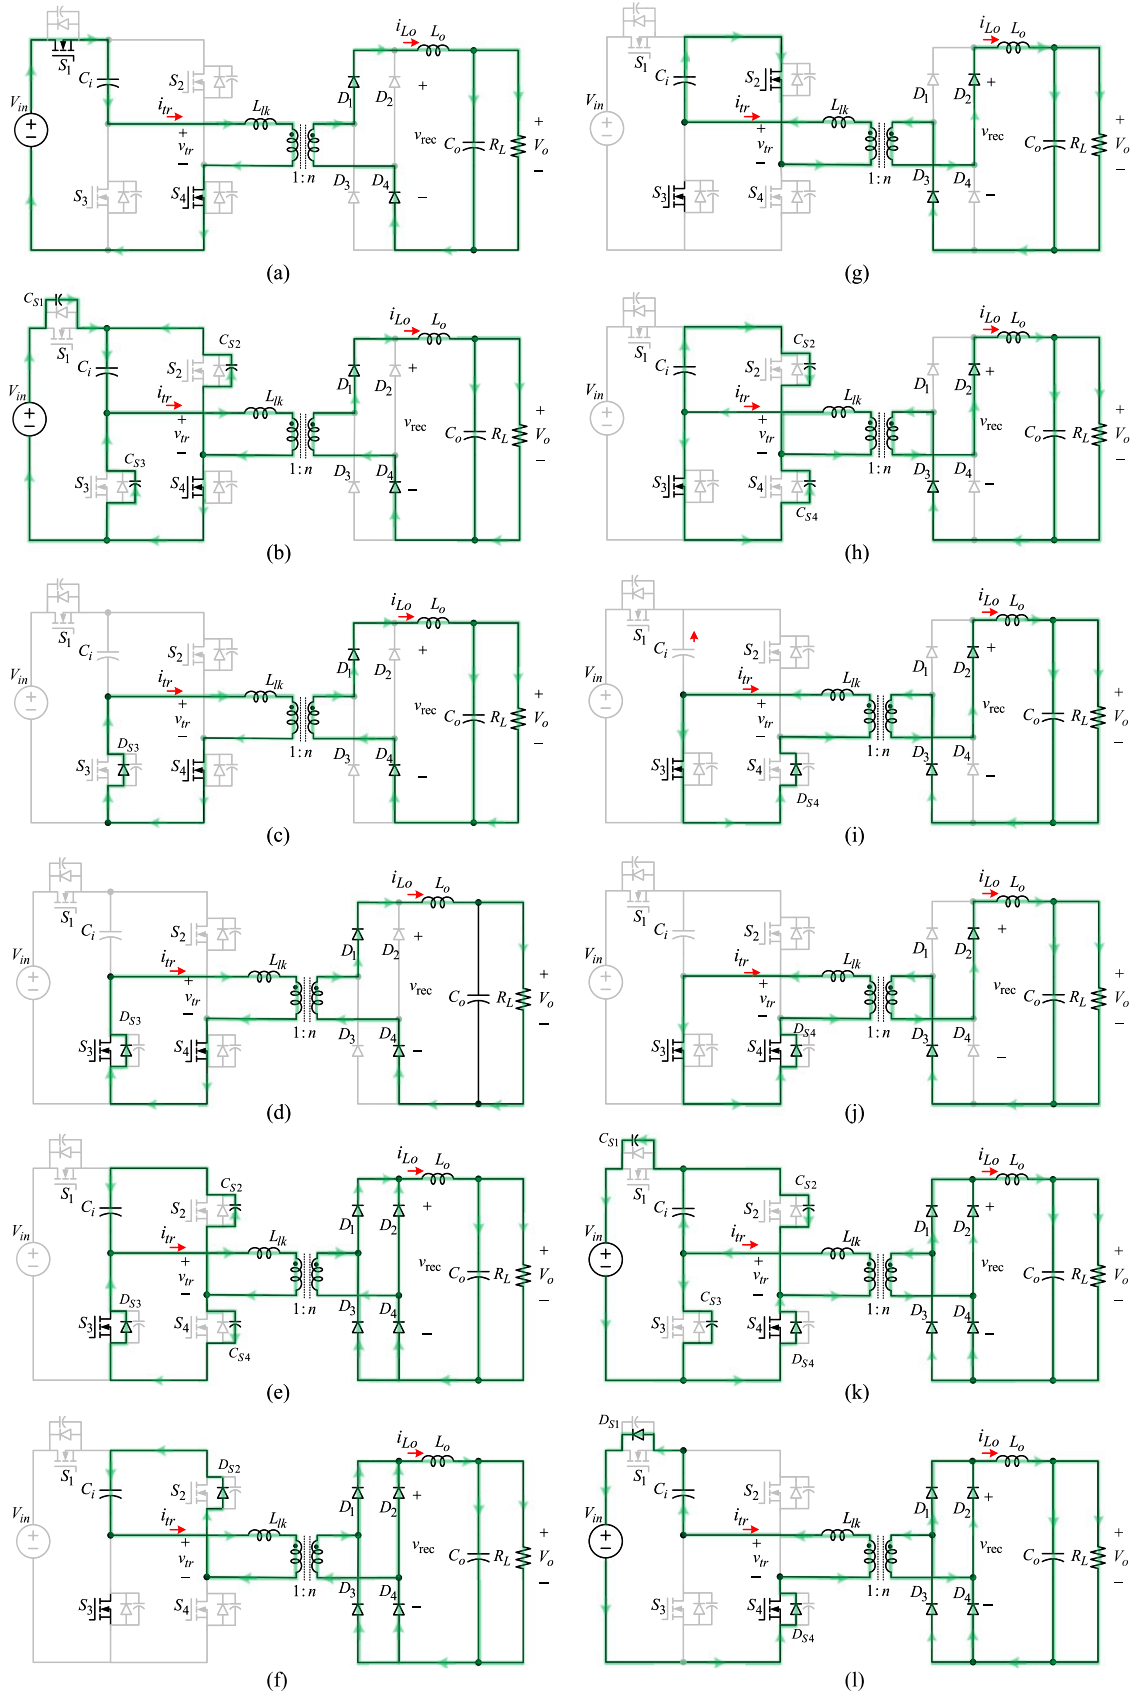 S1
Ci S2
Vin itr Llk
vtr
1:n
S3 S4
D1 D2
D3 D4
iLo Lo
+
vrec
−
Co RL
+
Vo
−
(a)
S1
Ci S2
Vin itr Llk
+
vtr
−
1:n
S3 S4
D1 D2
D3 D4
iLo Lo
+
vrec
−
Co RL
+
Vo
−
(g)
CS1
S1
Ci S2 CS2
Vin itr Llk
+
vtr
−
1:n
CS3
S3 S4
D1 D2
D3 D4
iLo Lo
+
vrec
−
Co RL
+
Vo
−
(b)
S1
Ci S2 CS2
Vin itr Llk
+
vtr
−
1:n
S3 S4
CS4
D1 D2
D3 D4
iLo Lo
+
vrec
−
Co RL
+
Vo
−
(h)
S1
Ci S2
Vin itr Llk
+
vtr
−
1:n
DS3
S3 S4
D1 D2
D3 D4
iLo Lo
+
vrec
−
Co RL
+
Vo
−
(c)
S1
Ci S2
Vin itr Llk
+
vtr
−
1:n
S3 S4
DS4
D1 D2
D3 D4
iLo Lo
+
vrec
−
Co RL
+
Vo
−
(i)
S1
Ci S2
Vin itr Llk
+
vtr
−
1:n
DS3
S3 S4
D1 D2
D3 D4
iLo Lo
+
vrec
−
Co RL
+
Vo
−
(d)
S1
Ci S2
Vin itr Llk
+
vtr
−
1:n
DS4
S3 S4
D1 D2
D3 D4
iLo Lo
+
vrec
−
Co RL
+
Vo
−
(j)
S1
Ci S2 CS2
Vin itr Llk
+
vtr
−
1:n
DS3
S3 S4
CS4
D1 D2
D3 D4
iLo Lo
+
vrec
−
Co RL
+
Vo
−
(e)
CS1
S1
Ci S2 CS2
Vin itr Llk
+
vtr
−
1:n
CS3
S3 S4
DS4
D1 D2
D3 D4
iLo Lo
+
vrec
−
Co RL
+
Vo
−
(k)
S1
Ci S2 DS2
Vin itr Llk
+
vtr
−
1:n
S3 S4
D1 D2
D3 D4
iLo Lo
+
vrec
−
Co RL
+
Vo
−
(f)
DS1
S1
Ci S2
Vin itr Llk
+
vtr
−
1:n
S3 S4
DS4
D1 D2
D3 D4
iLo Lo
+
vrec
−
Co RL
+
Vo
−
(l)